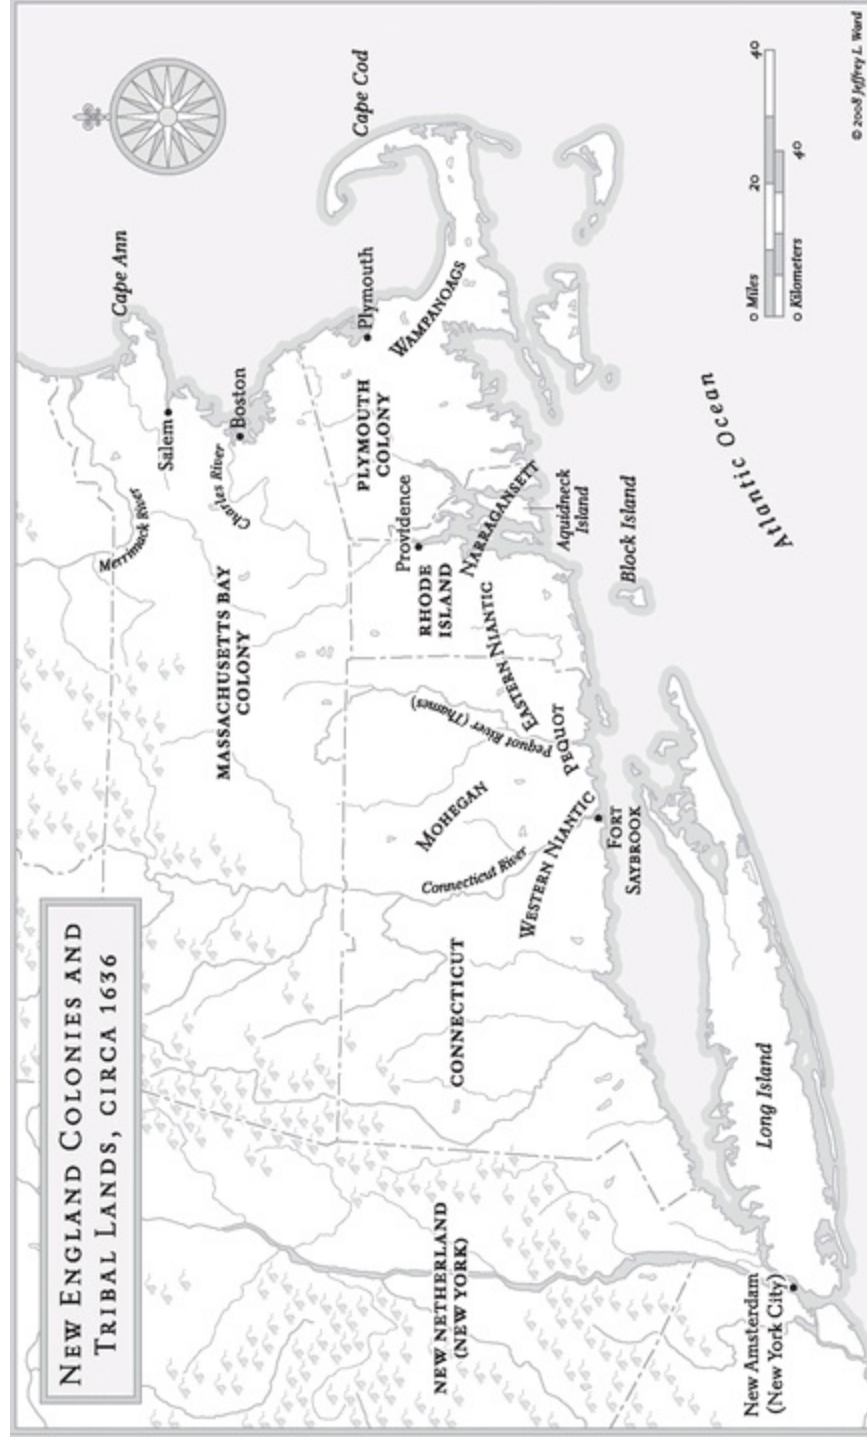 NEW ENGLAND COLONIES AND
TRIBAL LANDS, CIRCA 1636
Merrimack River
Cape Ann
Salem
Charles River
Boston
MASSACHUSETTS BAY
COLONY
Cape Cod
Plymouth
PLYMOUTH
COLONY
WAMPANOAGS
Providence
RHODE
ISLAND
NARRAGANSETT
Aquidneck
Island
EASTERN NIANTIC
Pequot River (Thames)
PEQUOT
MOHEGAN
Connecticut River
WESTERN NIANTIC
CONNECTICUT
FORT
SAYBROOK
Block Island
NEW NETHERLAND
(NEW YORK)
Long Island
New Amsterdam
(New York City)
Atlantic Ocean
0 Miles 20 40
0 Kilometers 40
© 2008 Jeffrey L. Ward